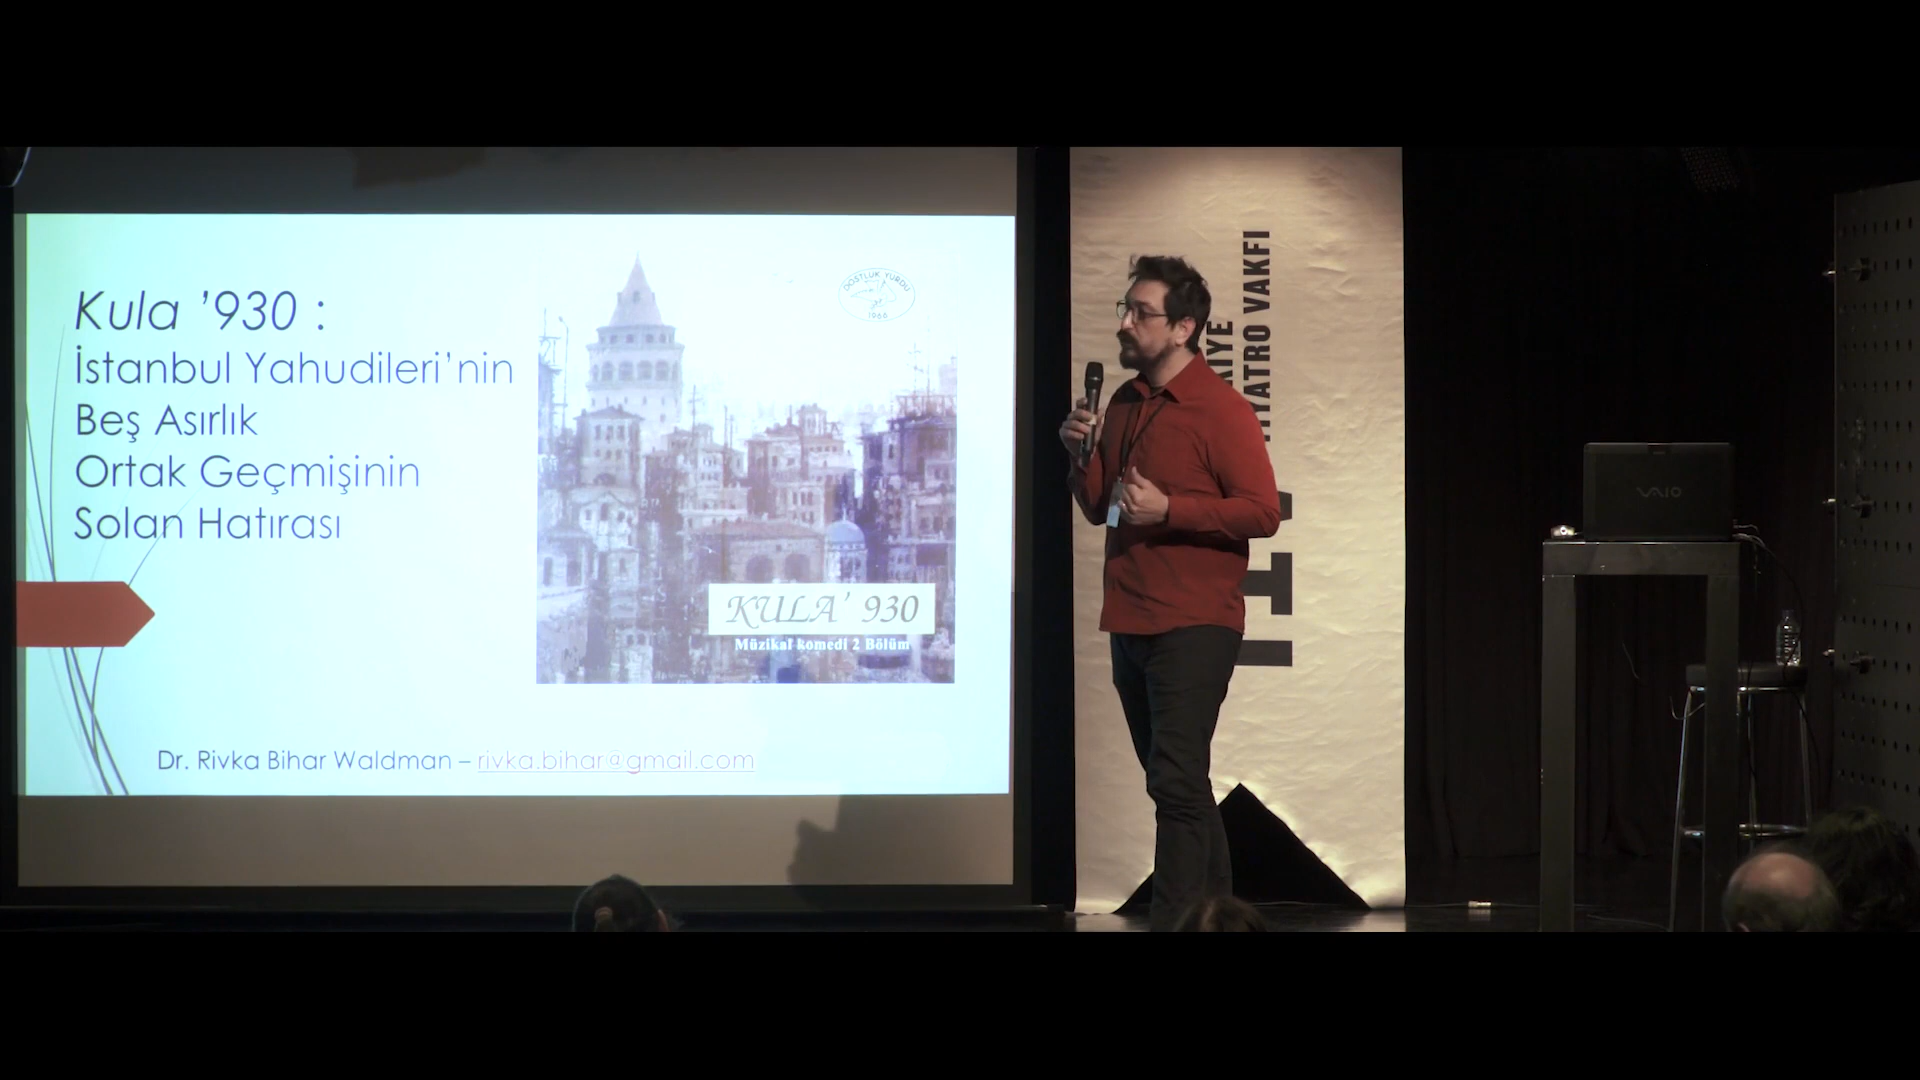 Kula ’930 :
İstanbul Yahudileri’nin
Beş Asırlık
Ortak Geçmişinin
Solan Hatırası
DOSTLUK YURDU
1966
KULA’ 930
Müzikal komedi 2 Bölüm
Dr. Rivka Bihar Waldman – rivka.bihar@gmail.com
TİYATRO VAKFI
VAIO